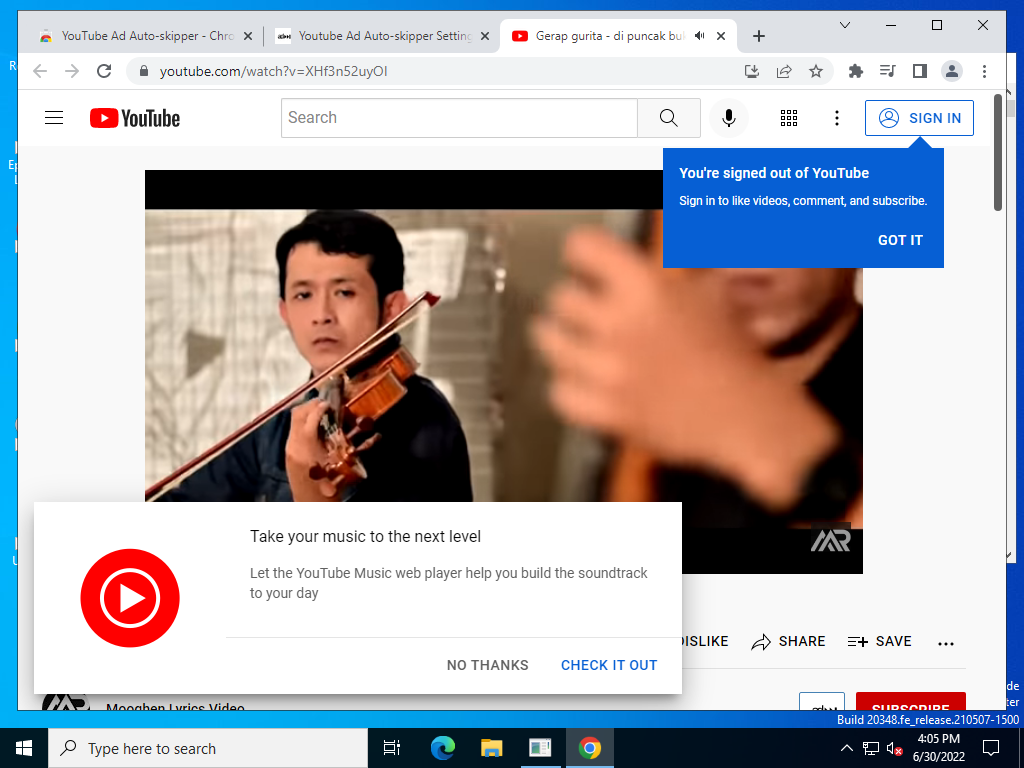 YouTube Ad Auto-skipper - Chro
Youtube Ad Auto-skipper Setting
Gerap gurita - di puncak buk
youtube.com/watch?v=XHf3n52uyOI
YouTube
Search
SIGN IN
You're signed out of YouTube
Sign in to like videos, comment, and subscribe.
GOT IT
MR
Take your music to the next level
Let the YouTube Music web player help you build the soundtrack
to your day
NO THANKS
CHECK IT OUT
DISLIKE
SHARE
SAVE
Mooghen Lyrics Video
SUBSCRIBE
Build 20348.fe_release.210507-1500
Type here to search
4:05 PM
6/30/2022